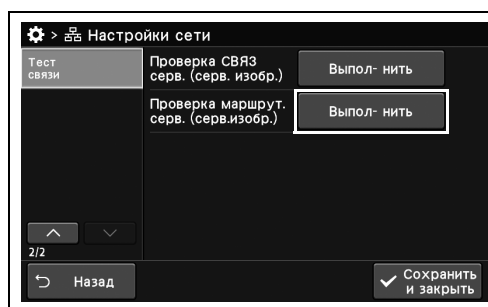 > Настройки сети
Тест
связи
Проверка СВЯЗ
серв. (серв. изобр.)
Выпол- нить
Проверка маршрут.
серв. (серв.изобр.)
Выпол- нить
2/2
Назад
Сохранить
и закрыть